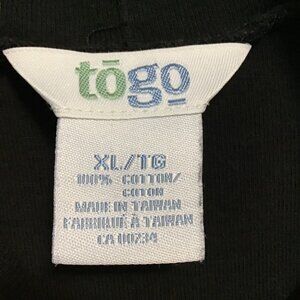 tōgo
XL/TG
100% COTTON/
COTON
MADE IN TAIWAN
FABRIQUÉ À TAIWAN
CA 00234